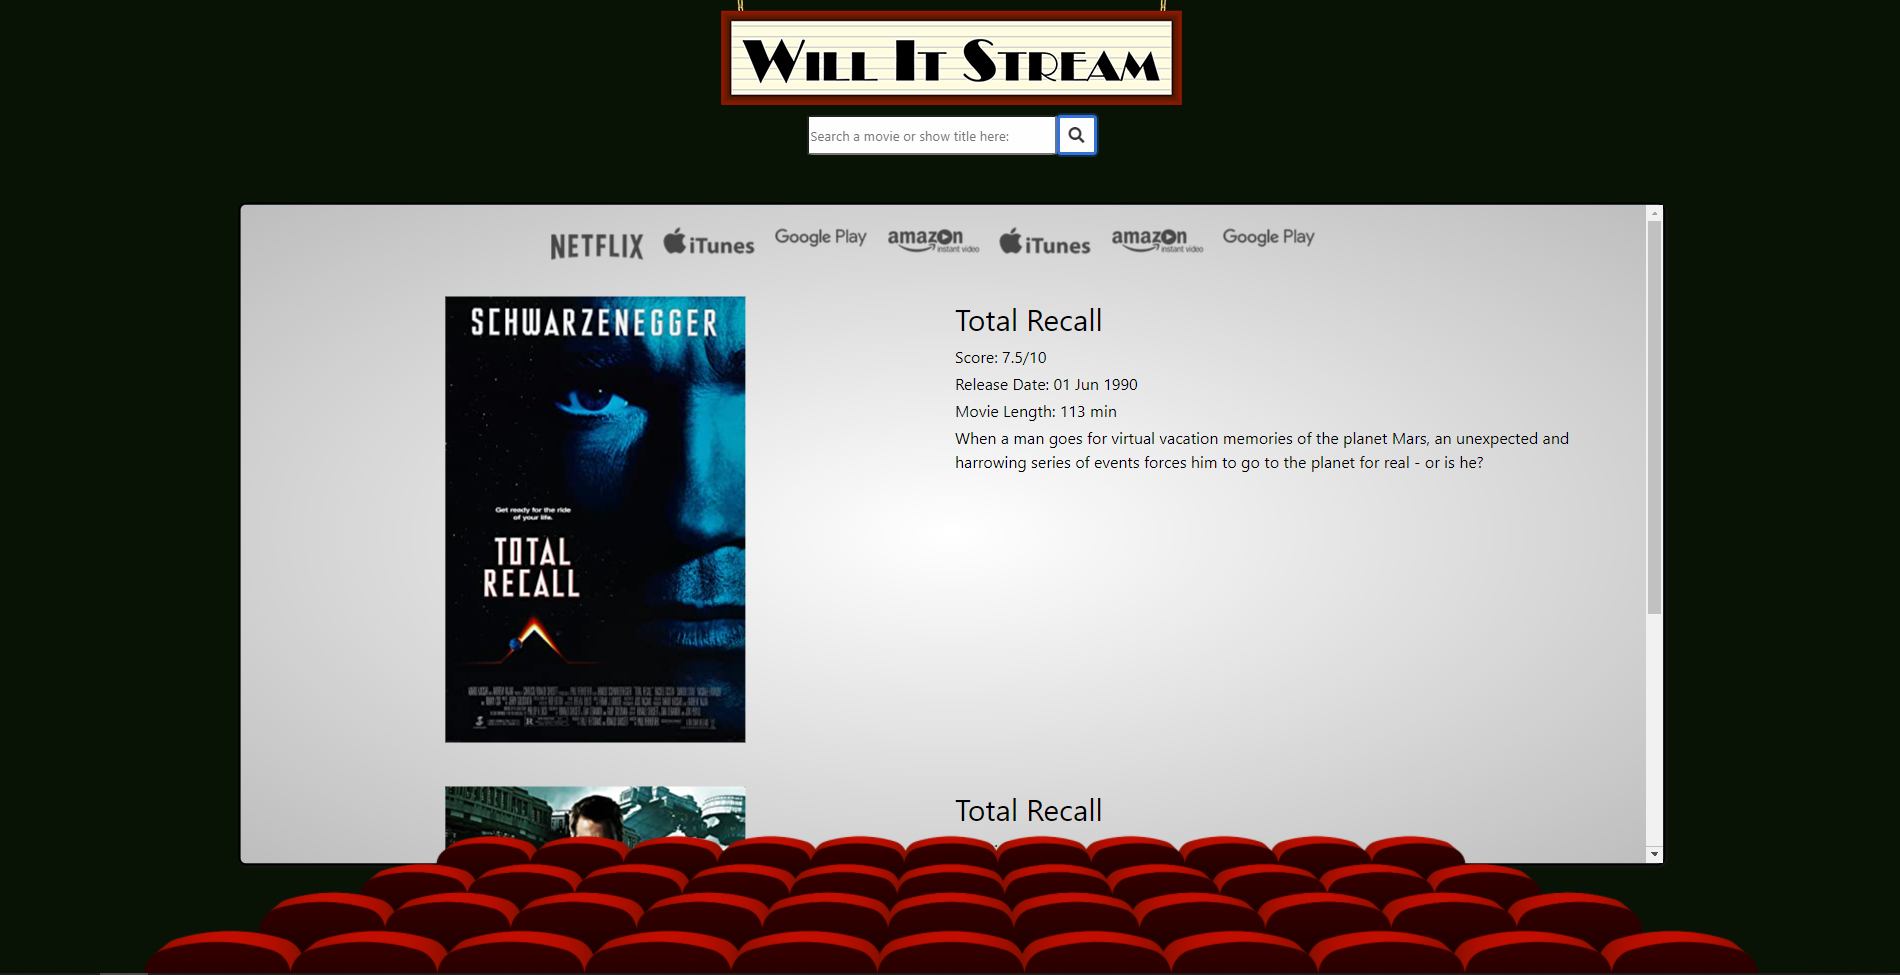 WILL IT STREAM
Search a movie or show title here:
NETFLIX iTunes Google Play amazon instant video iTunes amazon instant video Google Play
SCHWARZENEGGER
Get ready for the ride
of your life.
TOTAL
RECALL
R
Total Recall
Score: 7.5/10
Release Date: 01 Jun 1990
Movie Length: 113 min
When a man goes for virtual vacation memories of the planet Mars, an unexpected and
harrowing series of events forces him to go to the planet for real - or is he?
Total Recall